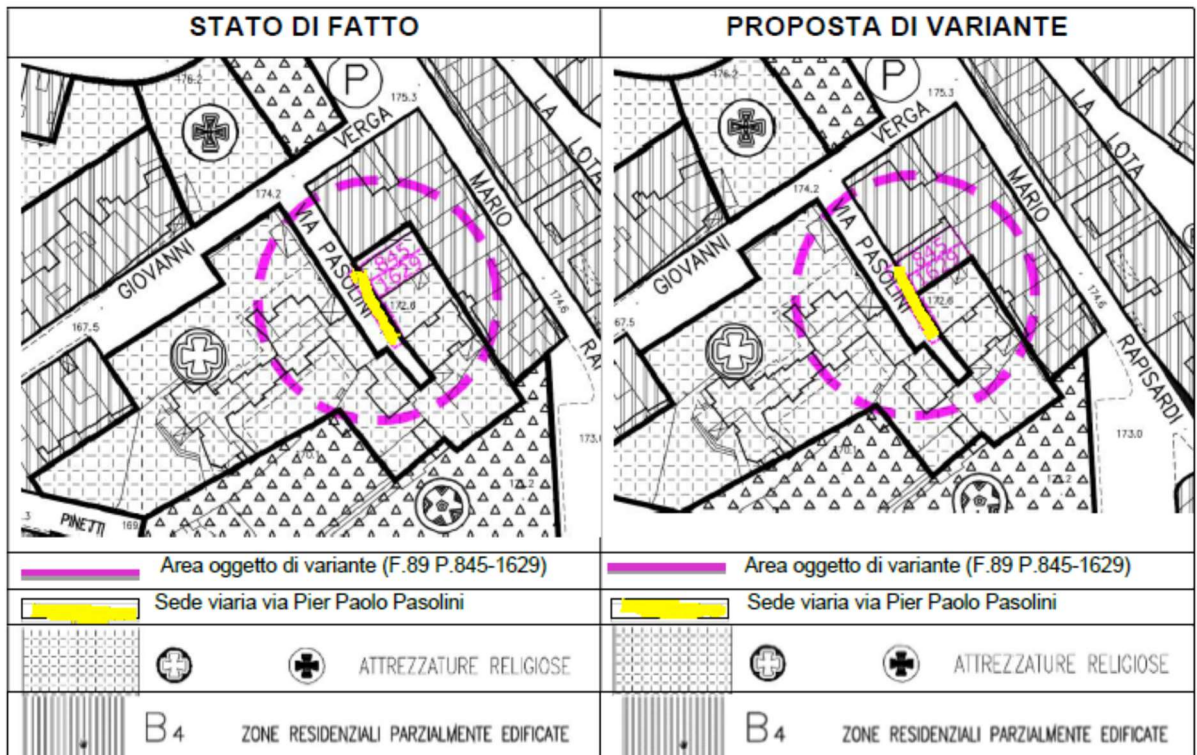 STATO DI FATTO
PROPOSTA DI VARIANTE
176.2
P
175.3
VERGA
LA LOTA
174.2
MARIO
VIA PASOLINI
845
1629
GIOVANNI
172.6
174.6
167.5
170.1
173.0
PINETTI
169
176.2
P
175.3
VERGA
LA LOTA
174.2
MARIO
VIA PASOLINI
845
1629
GIOVANNI
172.6
174.6
67.5
RAPISARDI
173.0
Area oggetto di variante (F.89 P.845-1629)
Area oggetto di variante (F.89 P.845-1629)
Sede viaria via Pier Paolo Pasolini
Sede viaria via Pier Paolo Pasolini
ATTREZZATURE RELIGIOSE
ATTREZZATURE RELIGIOSE
B4 ZONE RESIDENZIALI PARZIALMENTE EDIFICATE
B4 ZONE RESIDENZIALI PARZIALMENTE EDIFICATE